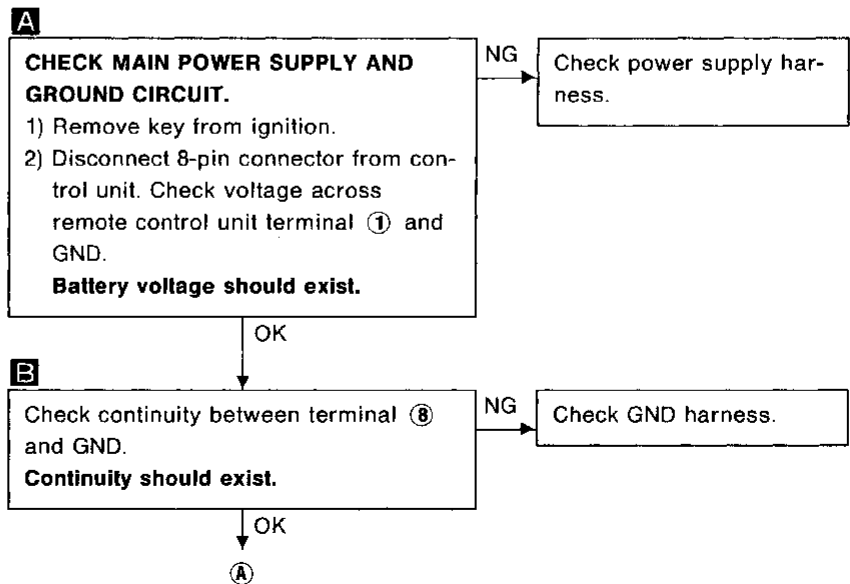 A
CHECK MAIN POWER SUPPLY AND
GROUND CIRCUIT.
1) Remove key from ignition.
2) Disconnect 8-pin connector from con-
trol unit. Check voltage across
remote control unit terminal ① and
GND.
Battery voltage should exist.
NG
Check power supply har-
ness.
OK
B
Check continuity between terminal ⑧
and GND.
Continuity should exist.
NG
Check GND harness.
OK
Ⓐ